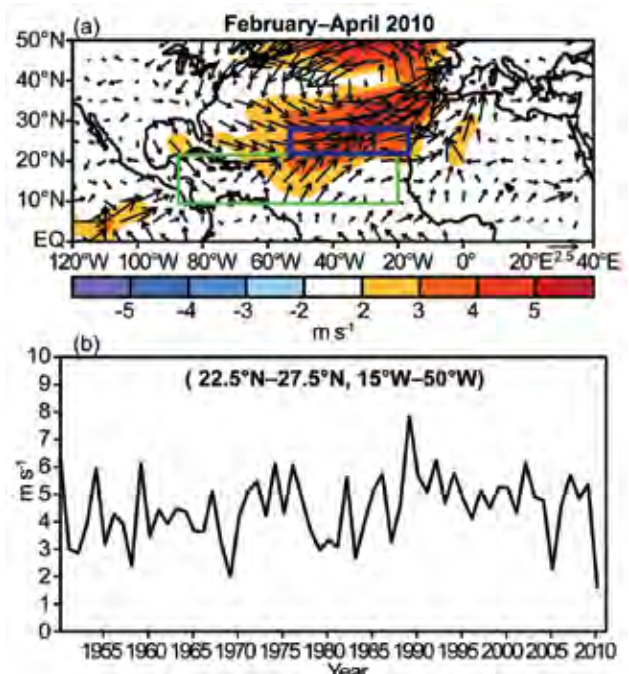 (a) February–April 2010
50°N
40°N
30°N
20°N
10°N
EQ
120°W 100°W 80°W 60°W 40°W 20°W 0° 20°E 2.5 40°E
-5 -4 -3 -2 2 3 4 5
m s-1
(b)
( 22.5°N–27.5°N, 15°W–50°W)
10
9
8
7
6
5
4
3
2
1
0
m s-1
1955 1960 1965 1970 1975 1980 1985 1990 1995 2000 2005 2010
Year